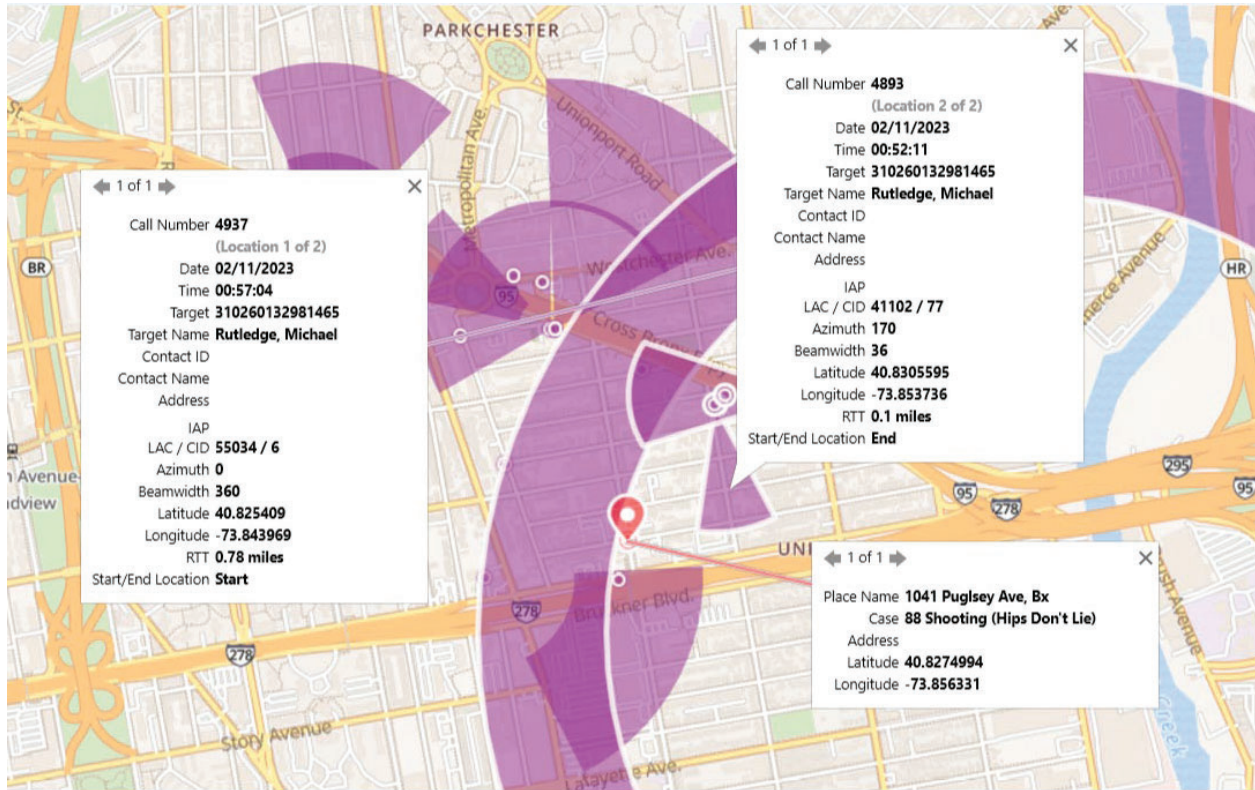 PARKCHESTER
Metropolitan Ave.
Unionport Road
Westchester Ave.
95
Cross Bronx Expy
BR
HR
295
95
278
Bruckner Blvd.
278
278
Story Avenue
Lafayette Ave.
Creek
1 of 1
Call Number 4937
(Location 1 of 2)
Date 02/11/2023
Time 00:57:04
Target 310260132981465
Target Name Rutledge, Michael
Contact ID
Contact Name
Address
IAP
LAC / CID 55034 / 6
Azimuth 0
Beamwidth 360
Latitude 40.825409
Longitude -73.843969
RTT 0.78 miles
Start/End Location Start
1 of 1
Call Number 4893
(Location 2 of 2)
Date 02/11/2023
Time 00:52:11
Target 310260132981465
Target Name Rutledge, Michael
Contact ID
Contact Name
Address
IAP
LAC / CID 41102 / 77
Azimuth 170
Beamwidth 36
Latitude 40.8305595
Longitude -73.853736
RTT 0.1 miles
Start/End Location End
1 of 1
Place Name 1041 Puglsey Ave, Bx
Case 88 Shooting (Hips Don't Lie)
Address
Latitude 40.8274994
Longitude -73.856331